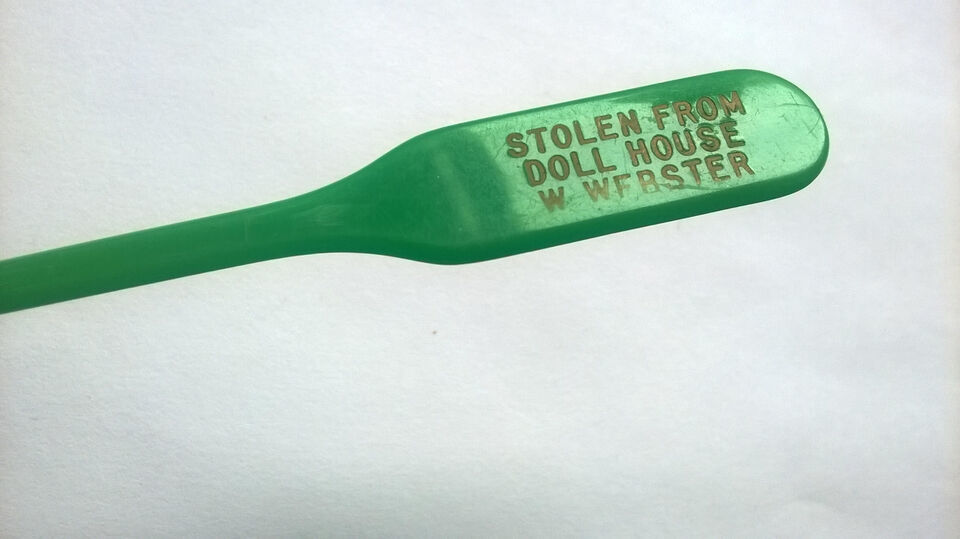 STOLEN FROM
DOLL HOUSE
W WEBSTER